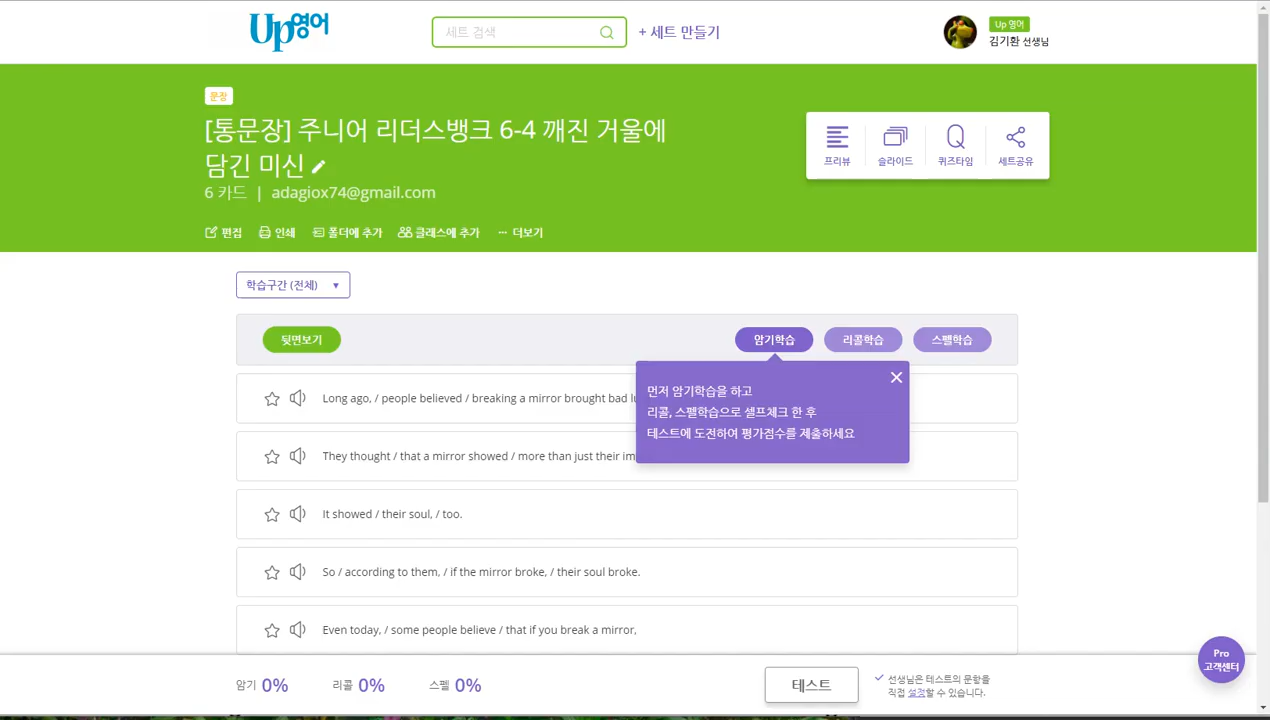 Up영어
세트 검색
+ 세트 만들기
Up 영어
김기환 선생님
문장
[통문장] 주니어 리더스뱅크 6-4 깨진 거울에
담긴 미신
6 카드 | adagiox74@gmail.com
프리뷰 슬라이드 퀴즈타임 세트공유
편집 인쇄 폴더에 추가 클래스에 추가 ··· 더보기
학습구간 (전체) ▼
뒷면보기 암기학습 리콜학습 스펠학습
먼저 암기학습을 하고
리콜, 스펠학습으로 셀프체크 한 후
테스트에 도전하여 평가점수를 제출하세요
Long ago, / people believed / breaking a mirror brought bad
They thought / that a mirror showed / more than just their
It showed / their soul, / too.
So / according to them, / if the mirror broke, / their soul broke.
Even today, / some people believe / that if you break a mirror,
Pro
고객센터
암기 0% 리콜 0% 스펠 0%
테스트
선생님은 테스트의 문항을
직접 설정할 수 있습니다.